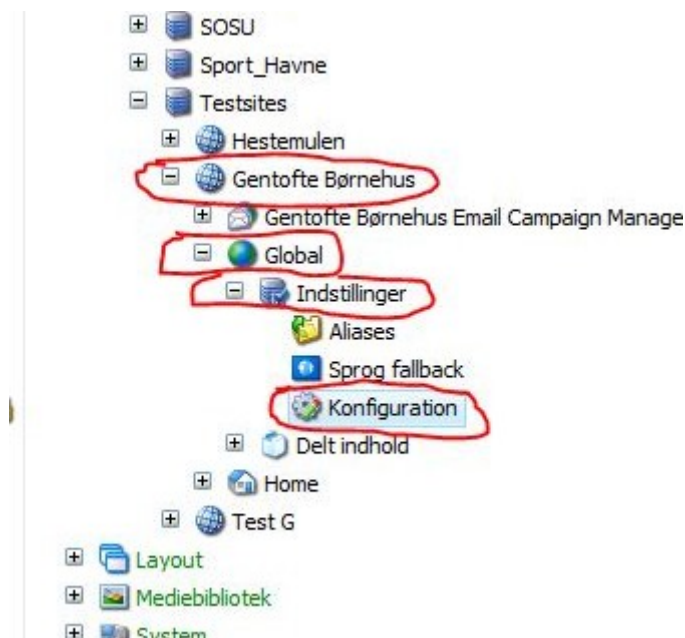 SOSU
Sport_Havne
Testsites
Hestemulen
Gentofte Børnehus
Gentofte Børnehus Email Campaign Manage
Global
Indstillinger
Aliases
Sprog fallback
Konfiguration
Delt indhold
Home
Test G
Layout
Mediebibliotek
System